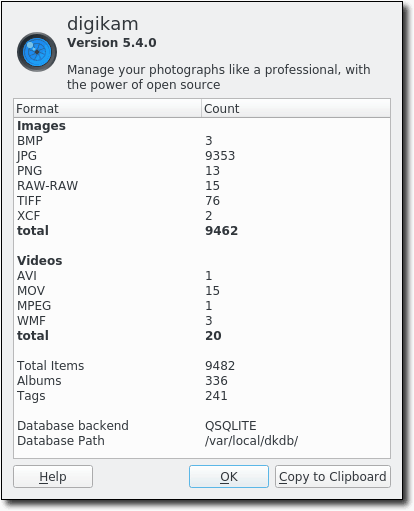 digikam
Version 5.4.0
Manage your photographs like a professional, with
the power of open source
Format Count
Images
BMP 3
JPG 9353
PNG 13
RAW-RAW 15
TIFF 76
XCF 2
total 9462
Videos
AVI 1
MOV 15
MPEG 1
WMF 3
total 20
Total Items 9482
Albums 336
Tags 241
Database backend QSQLITE
Database Path /var/local/dkdb/
Help OK Copy to Clipboard